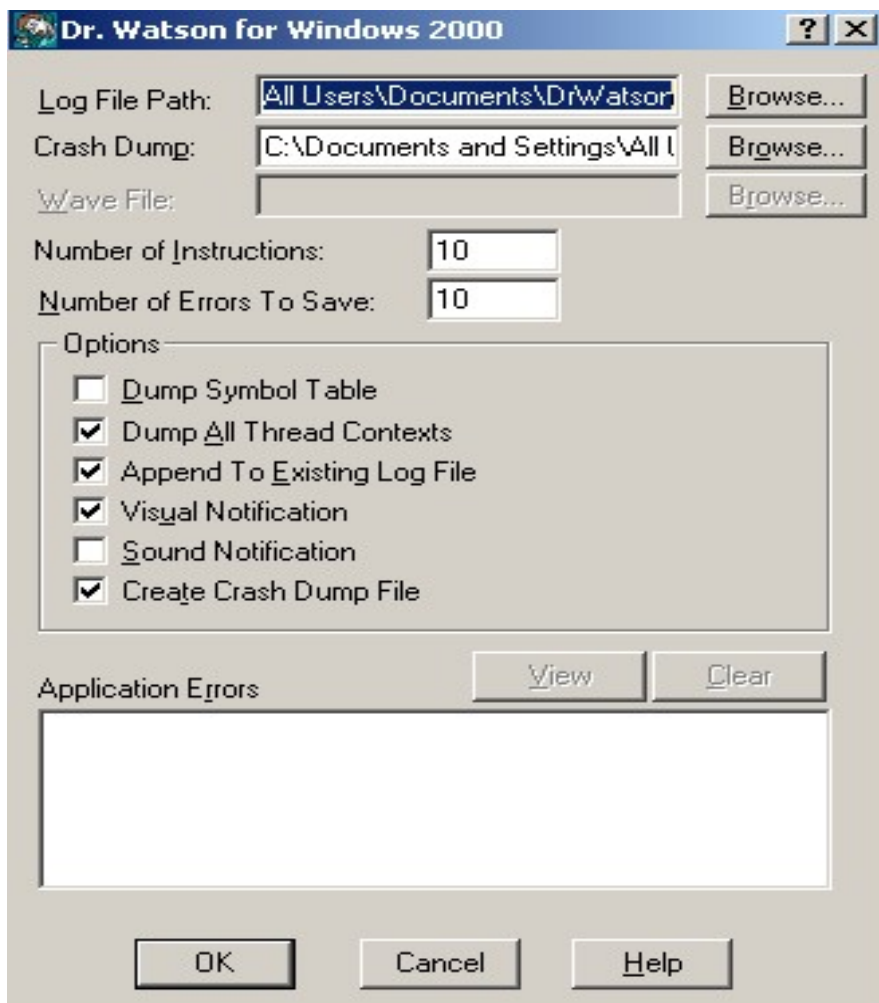 Dr. Watson for Windows 2000
Log File Path: All Users\Documents\DrWatson Browse...
Crash Dump: C:\Documents and Settings\All U Browse...
Wave File: Browse...
Number of Instructions: 10
Number of Errors To Save: 10
Options
Dump Symbol Table
Dump All Thread Contexts
Append To Existing Log File
Visual Notification
Sound Notification
Create Crash Dump File
Application Errors View Clear
OK Cancel Help